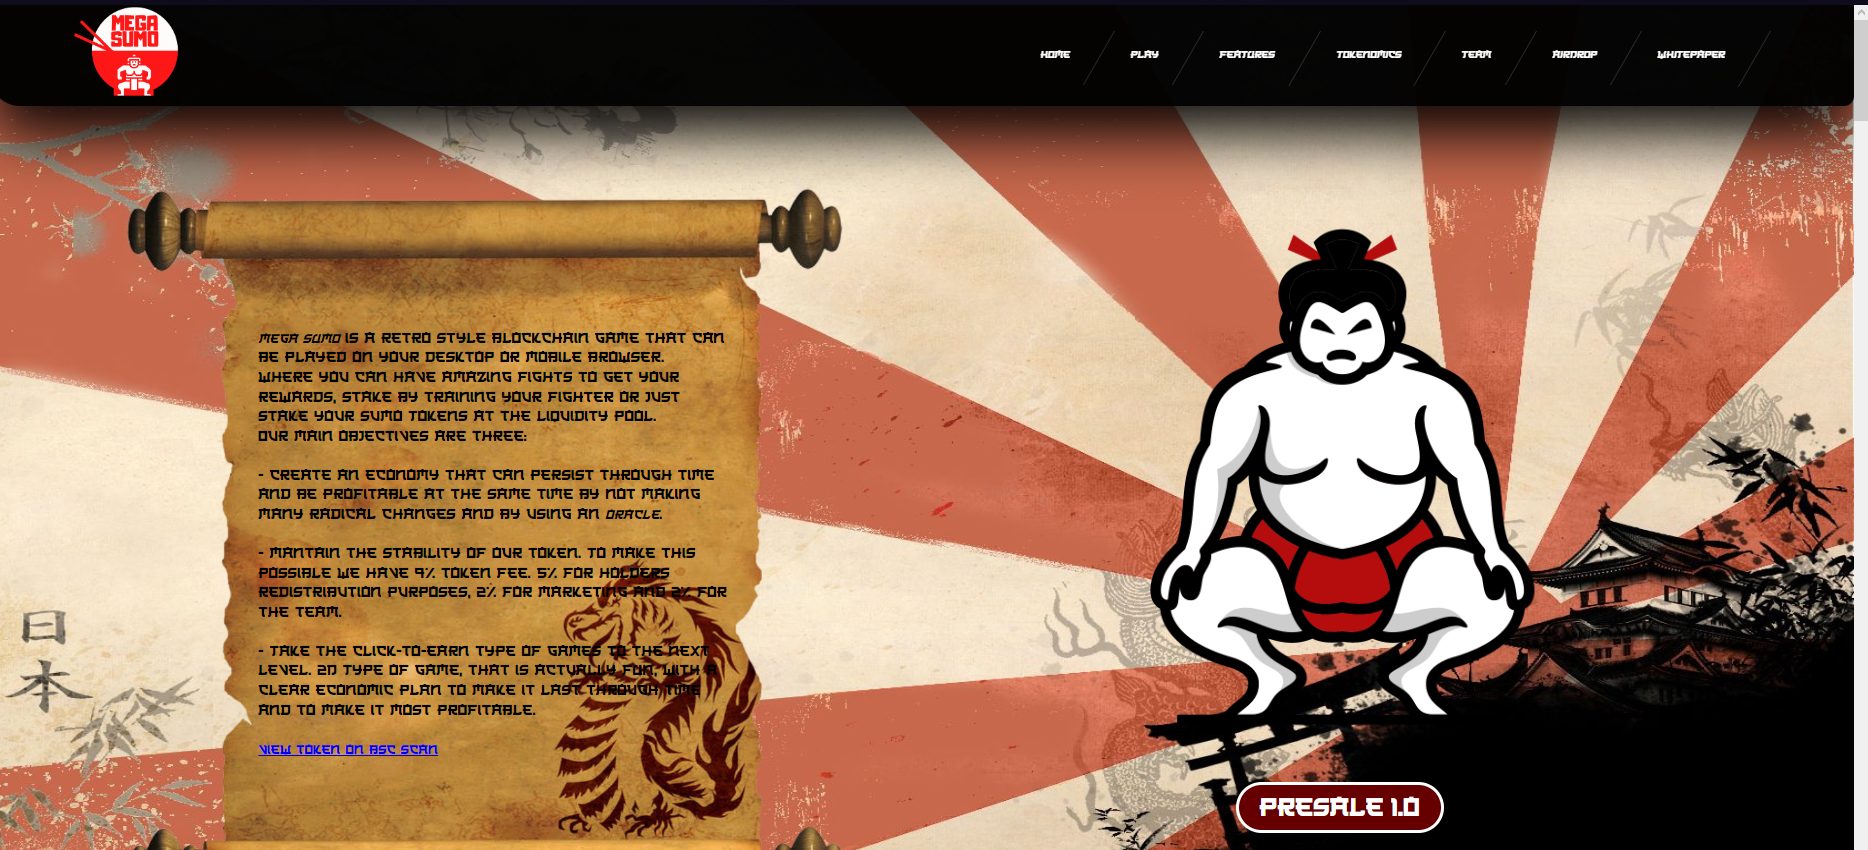 MEGA
SUMO
HOME
PLAY
FEATURES
TOKENOMICS
TEAM
AIRDROP
WHITEPAPER
MEGA SUMO IS A RETRO STYLE BLOCKCHAIN GAME THAT CAN
BE PLAYED ON YOUR DESKTOP OR MOBILE BROWSER.
WHERE YOU CAN HAVE AMAZING FIGHTS TO GET YOUR
REWARDS, STAKE BY TRAINING YOUR FIGHTER OR JUST
STAKE YOUR SUMO TOKENS AT THE LIQUIDITY POOL.
OUR MAIN OBJECTIVES ARE THREE:
- CREATE AN ECONOMY THAT CAN PERSIST THROUGH TIME
AND BE PROFITABLE AT THE SAME TIME BY NOT MAKING
MANY RADICAL CHANGES AND BY USING AN ORACLE.
- MANTAIN THE STABILITY OF OUR TOKEN. TO MAKE THIS
POSSIBLE WE HAVE 9% TOKEN FEE. 5% FOR HOLDERS
REDISTRIBUTION PURPOSES, 2% FOR MARKETING AND 2% FOR
THE TEAM.
- TAKE THE CLICK-TO-EARN TYPE OF GAMES TO THE NEXT
LEVEL. 2D TYPE OF GAME, THAT IS ACTUALLY FUN, WITH A
CLEAR ECONOMIC PLAN TO MAKE IT LAST THROUGH TIME
AND TO MAKE IT MOST PROFITABLE.
VIEW TOKEN ON BSC SCAN
日
本
PRESALE 1.0